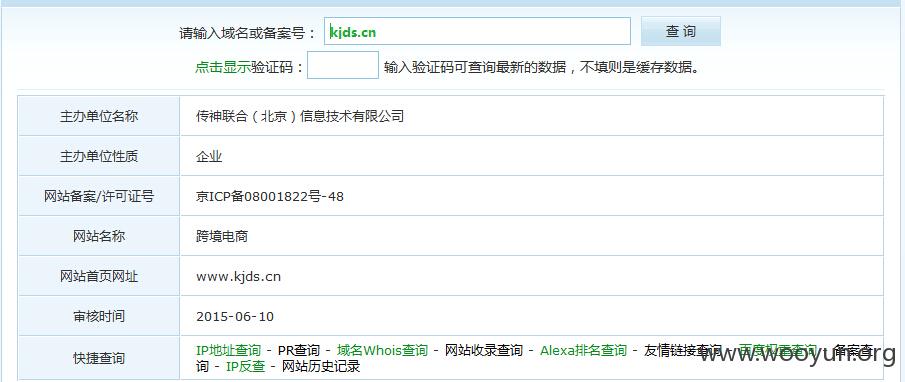 请输入域名或备案号： kjds.cn 查 询
点击显示验证码： 输入验证码可查询最新的数据，不填则是缓存数据。
主办单位名称 传神联合（北京）信息技术有限公司
主办单位性质 企业
网站备案/许可证号 京ICP备08001822号-48
网站名称 跨境电商
网站首页网址 www.kjds.cn
审核时间 2015-06-10
快捷查询 IP地址查询 - PR查询 - 域名Whois查询 - 网站收录查询 - Alexa排名查询 - 友情链接查询 - 百度权重查询 - 备案查
询 - IP反查 - 网站历史记录
www.wooyun.org